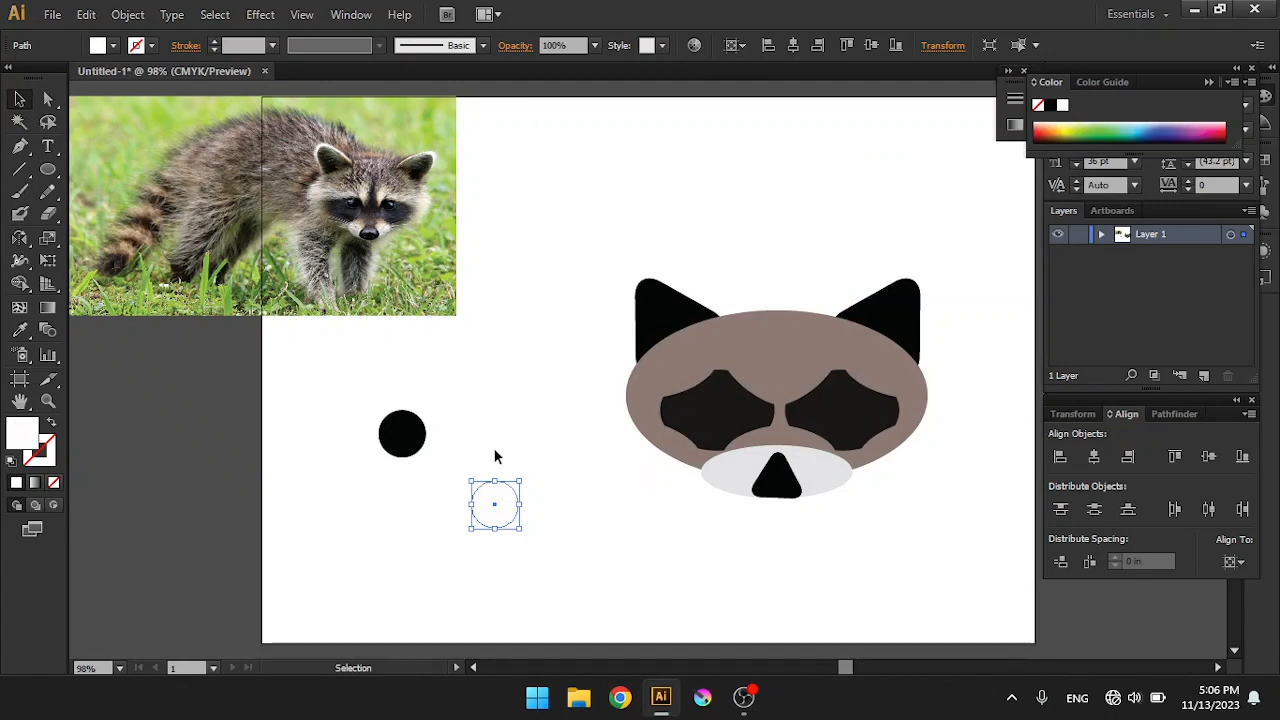 Ai File Edit Object Type Select Effect View Window Help Br Essentials
Path Stroke: Basic Opacity: 100% Style: Transform
Untitled-1* @ 98% (CMYK/Preview)
Color Color Guide
36 pt (43.2 pt)
Auto 0
Layers Artboards
Layer 1
1 Layer
Transform Align Pathfinder
Align Objects:
Distribute Objects:
Distribute Spacing: Align To:
0 in
98% 1 Selection
Ai ENG 5:06 PM
11/13/2023